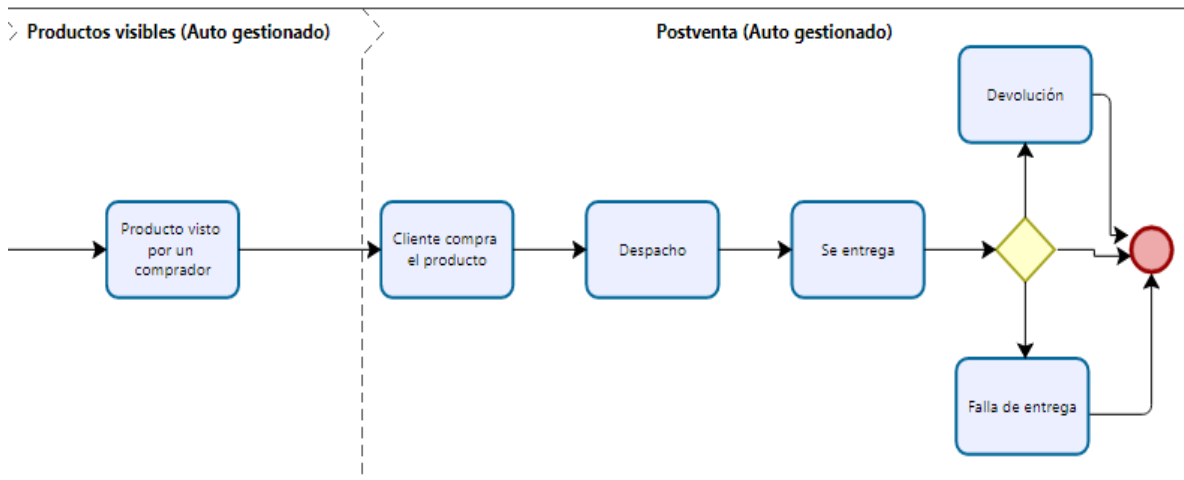 Productos visibles (Auto gestionado)
Postventa (Auto gestionado)
Producto visto
por un
comprador
Cliente compra
el producto
Despacho
Se entrega
Devolución
Falla de entrega